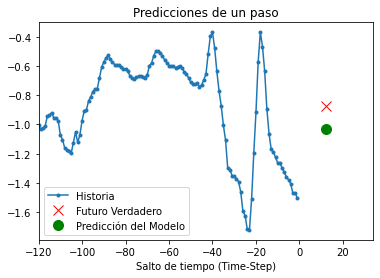 Predicciones de un paso
−0.4
−0.6
−0.8
−1.0
−1.2
−1.4
−1.6
Historia
Futuro Verdadero
Predicción del Modelo
−120 −100 −80 −60 −40 −20 0 20
Salto de tiempo (Time-Step)